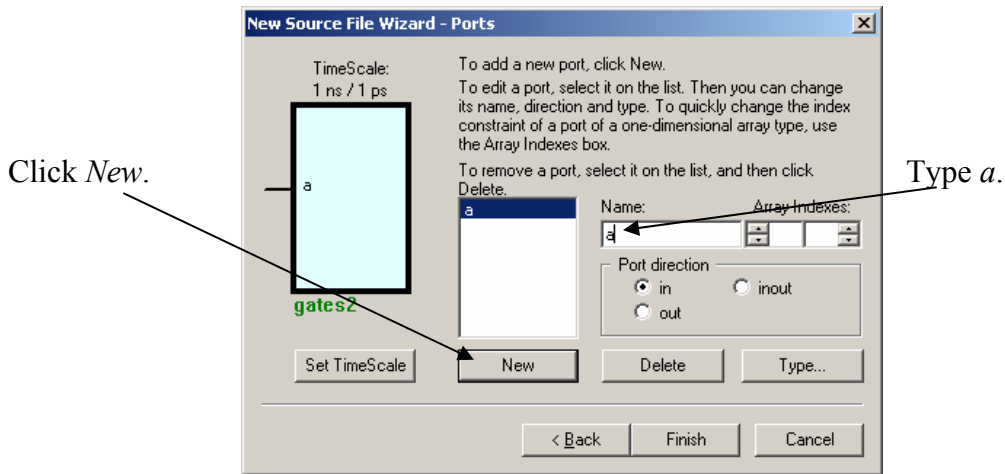 New Source File Wizard - Ports
TimeScale:
1 ns / 1 ps
To add a new port, click New.
To edit a port, select it on the list. Then you can change
its name, direction and type. To quickly change the index
constraint of a port of a one-dimensional array type, use
the Array Indexes box.
To remove a port, select it on the list, and then click
Delete.
Click New.
Type a.
a
a
Name:
Array Indexes:
a
Port direction
in
inout
out
gates2
Set TimeScale
New
Delete
Type...
< Back
Finish
Cancel